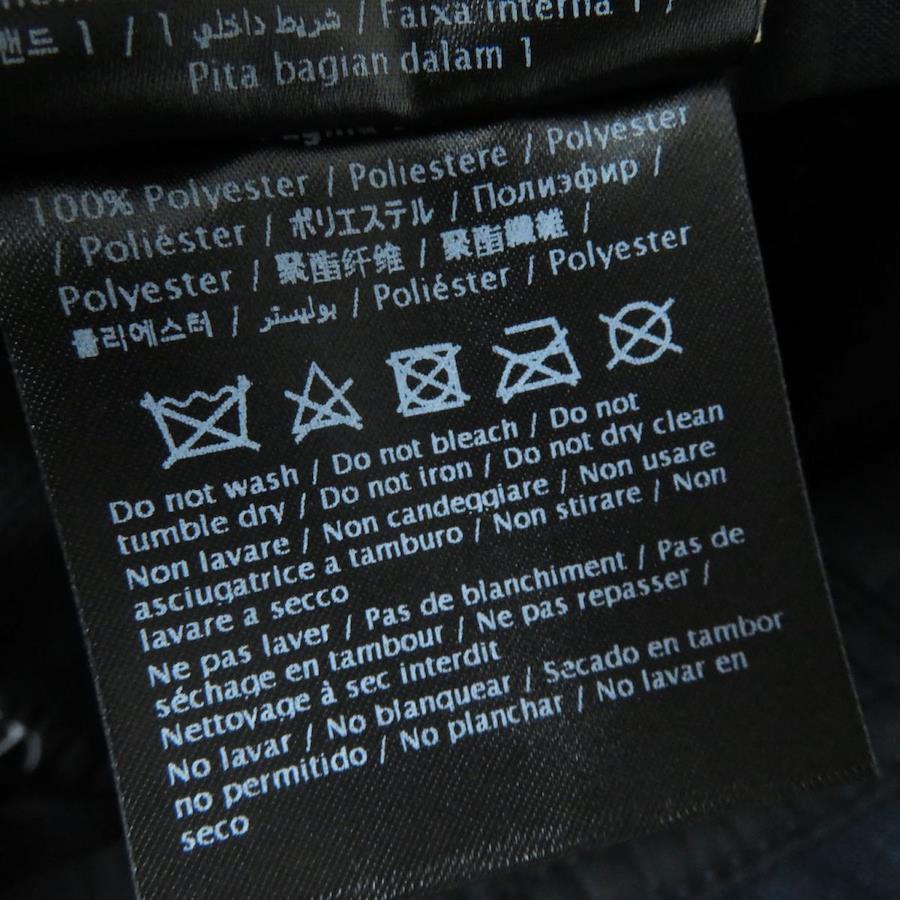 1 / 1 شريط داخلي / Faixa interna 1 /
Pita bagian dalam 1
100% Polyester / Poliestere / Polyester
/ Poliéster / ポリエステル / Полиэфир /
Polyester / 聚酯纤维 / 聚酯纖維 /
폴리에스터 / بوليستر / Poliéster / Polyester
Do not wash / Do not bleach / Do not
tumble dry / Do not iron / Do not dry clean
Non lavare / Non candeggiare / Non usare
asciugatrice a tamburo / Non stirare / Non
lavare a secco
Ne pas laver / Pas de blanchiment / Pas de
séchage en tambour / Ne pas repasser /
Nettoyage à sec interdit
No lavar / No blanquear / Secado en tambor
no permitido / No planchar / No lavar en
seco